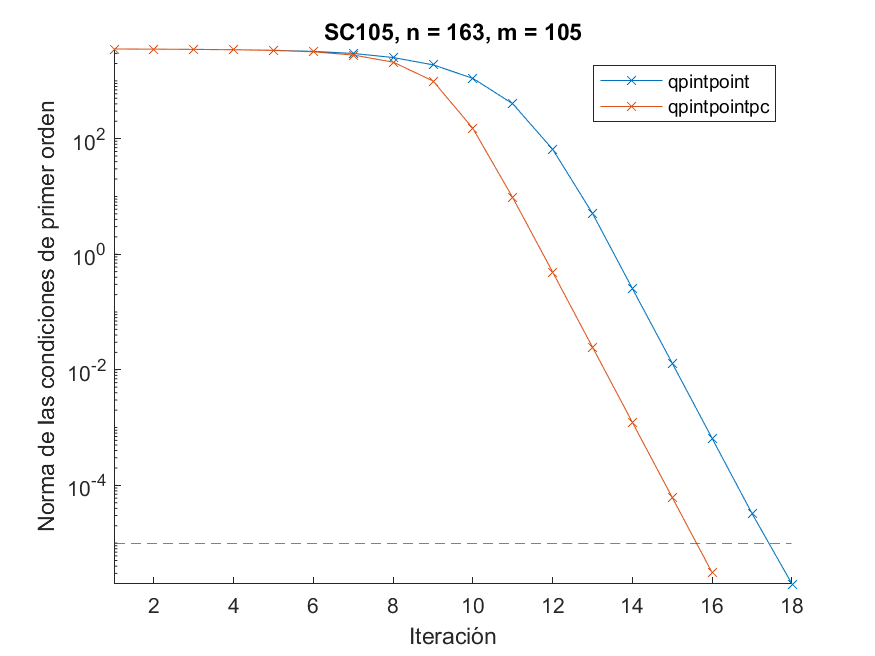 SC105, n = 163, m = 105
qpintpoint
qpintpointpc
Norma de las condiciones de primer orden
10^2
10^0
10^-2
10^-4
2 4 6 8 10 12 14 16 18
Iteración